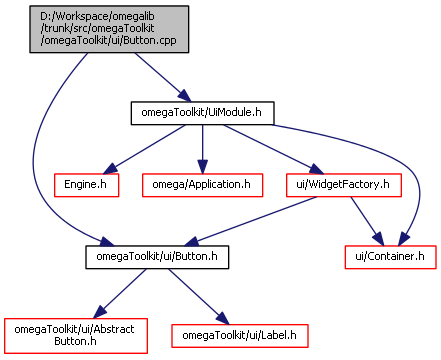 D:/Workspace/omegalib
/trunk/src/omegaToolkit
/omegaToolkit/ui/Button.cpp
omegaToolkit/UiModule.h
Engine.h
omega/Application.h
ui/WidgetFactory.h
omegaToolkit/ui/Button.h
ui/Container.h
omegaToolkit/ui/Abstract
Button.h
omegaToolkit/ui/Label.h